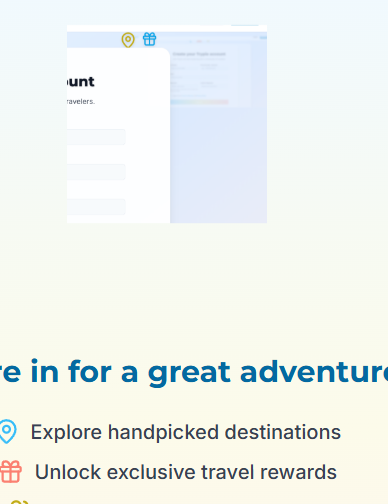 ount
ravelers.
re in for a great adventure
Explore handpicked destinations
Unlock exclusive travel rewards